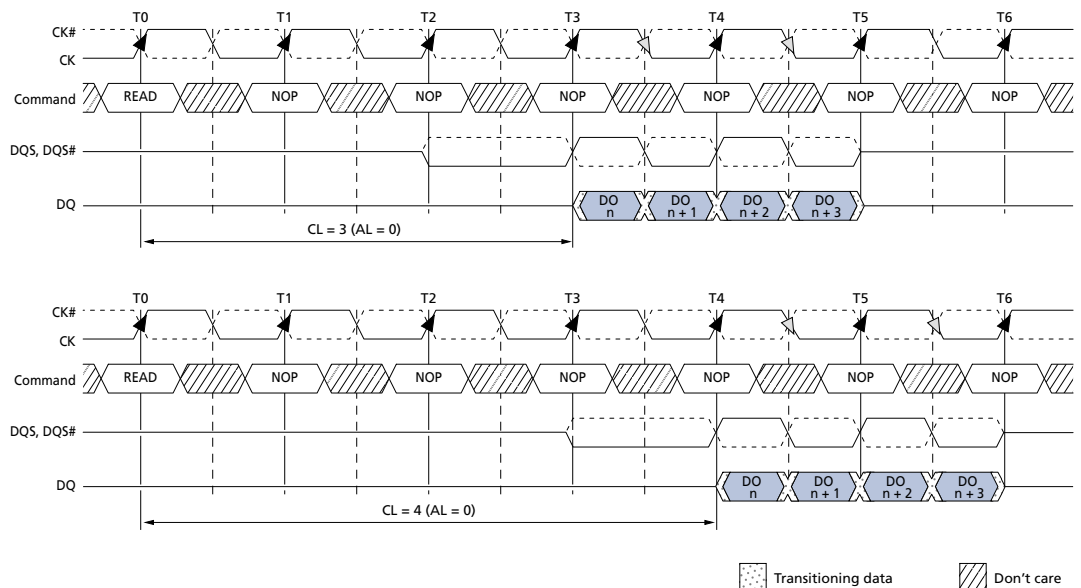 T0 T1 T2 T3 T4 T5 T6
CK#
CK
Command READ NOP NOP NOP NOP NOP NOP
DQS, DQS#
DQ DO n DO n + 1 DO n + 2 DO n + 3
CL = 3 (AL = 0)
T0 T1 T2 T3 T4 T5 T6
CK#
CK
Command READ NOP NOP NOP NOP NOP NOP
DQS, DQS#
DQ DO n DO n + 1 DO n + 2 DO n + 3
CL = 4 (AL = 0)
Transitioning data Don't care